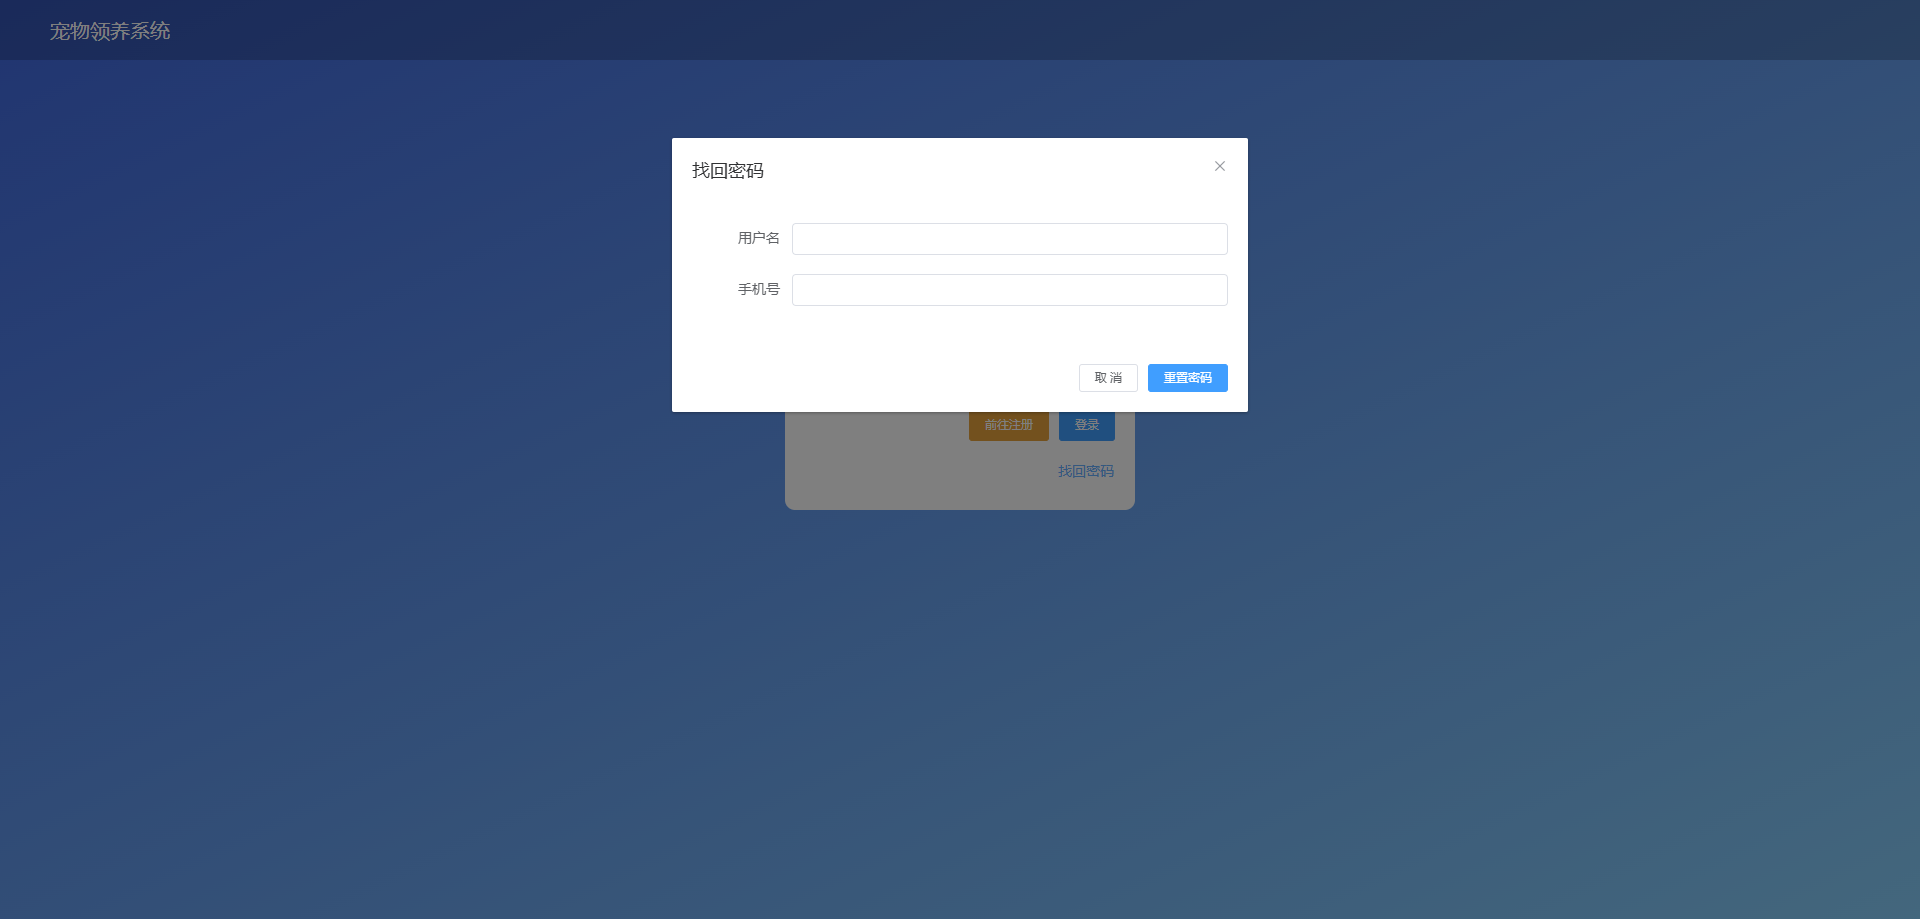 宠物领养系统
找回密码
用户名
手机号
取 消 重置密码
前往注册 登录
找回密码